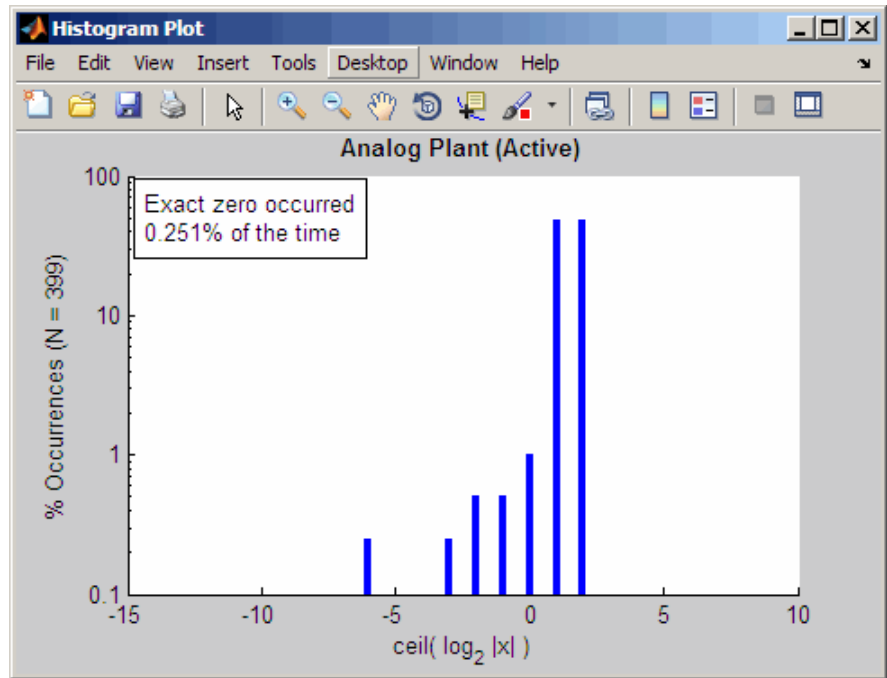 Histogram Plot
File Edit View Insert Tools Desktop Window Help
Analog Plant (Active)
Exact zero occurred
0.251% of the time
% Occurrences (N = 399)
100
10
1
0.1
-15 -10 -5 0 5 10
ceil( log₂ |x| )